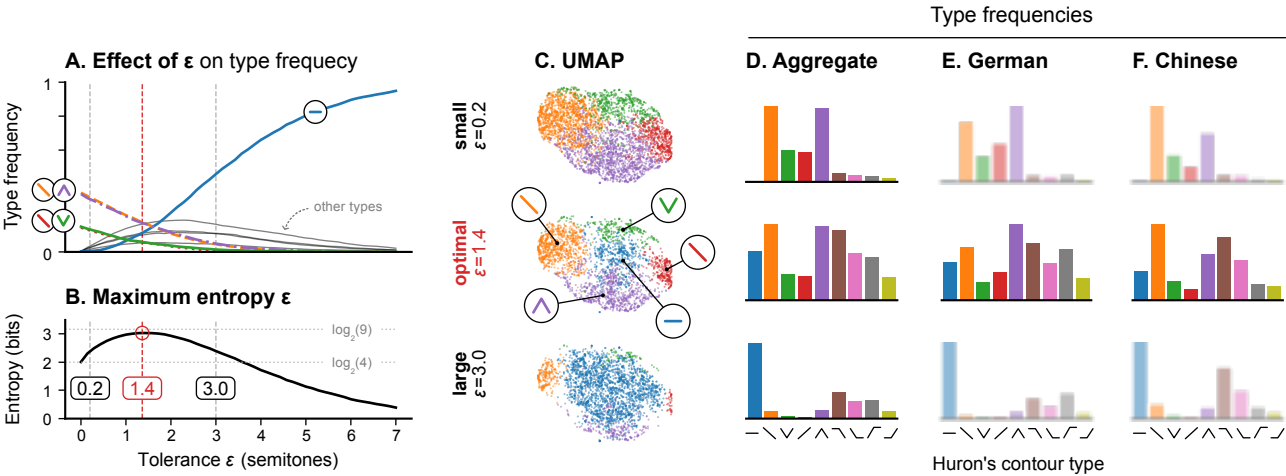 Type frequencies
A. Effect of ε on type frequecy
C. UMAP
D. Aggregate
E. German
F. Chinese
1
Type frequency
0
other types
small
ε=0.2
optimal
ε=1.4
large
ε=3.0
B. Maximum entropy ε
Entropy (bits)
3
2
1
0
log2(9)
log2(4)
0.2
1.4
3.0
0 1 2 3 4 5 6 7
Tolerance ε (semitones)
Huron's contour type